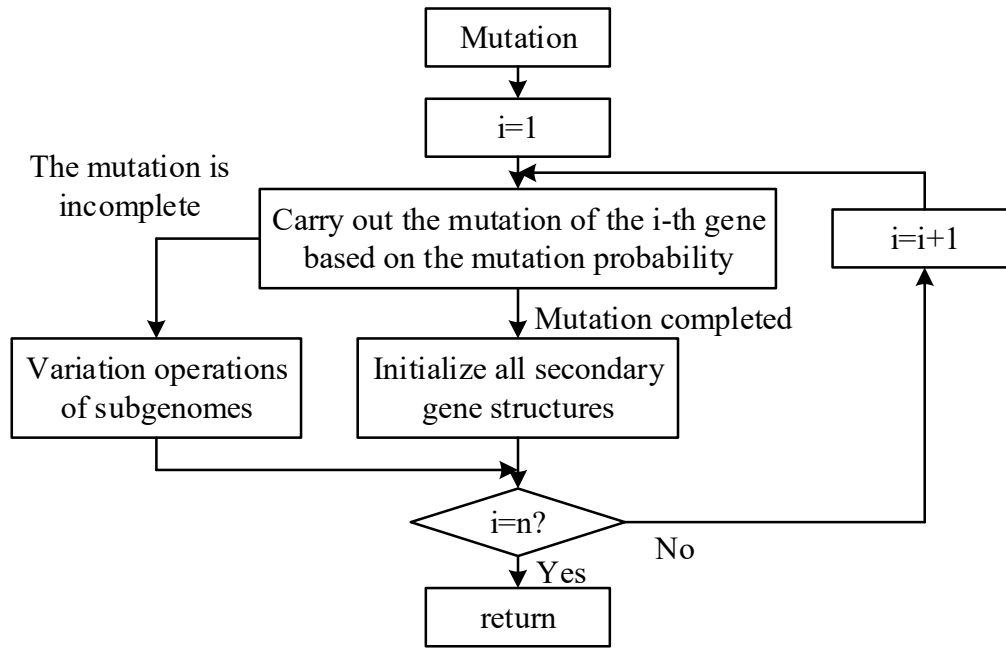 Mutation
i=1
The mutation is
incomplete
Carry out the mutation of the i-th gene
based on the mutation probability
i=i+1
Mutation completed
Variation operations
of subgenomes
Initialize all secondary
gene structures
i=n?
No
Yes
return